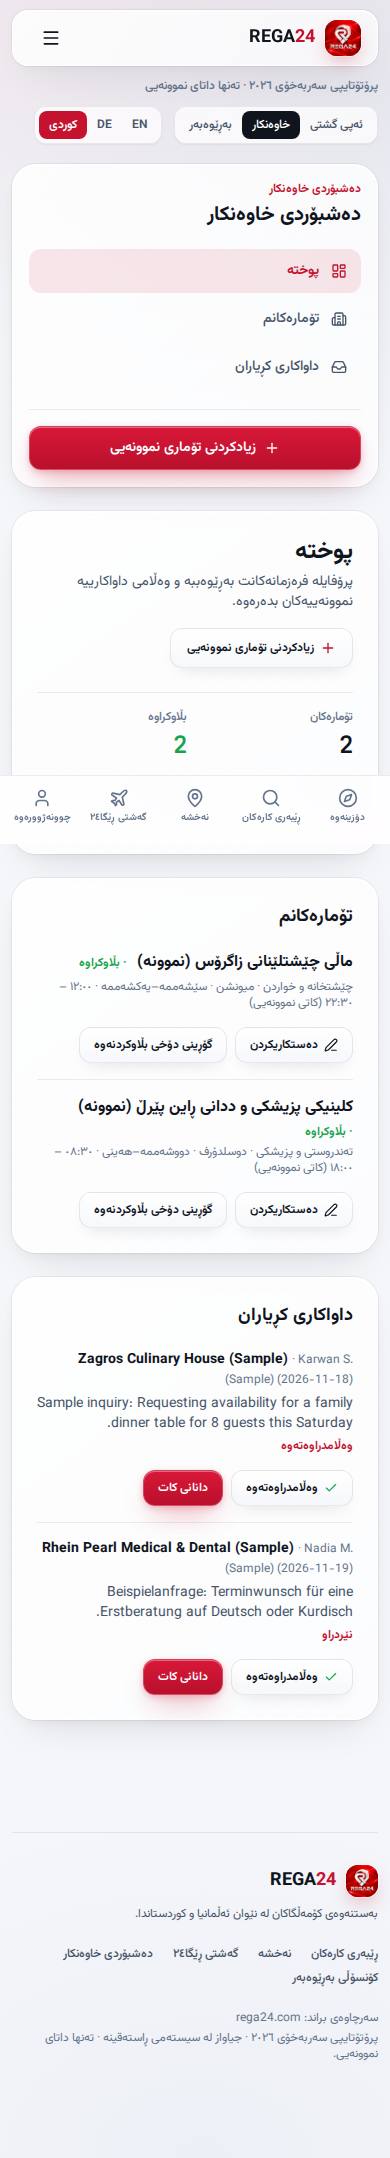 REGA24
پرۆتۆتایپی سەربەخۆی ٢٠٢٦ · تەنها داتای نموونەیی
ئەپی گشتی خاوەنکار بەڕێوەبەر
EN DE کوردی
دەشبۆردی خاوەنکار
دەشبۆردی خاوەنکار
پوختە
تۆمارەکانم
داواکاری کڕیاران
زیادکردنی تۆماری نموونەیی
پوختە
پرۆفایلە فرەزمانەکانت بەڕێوەببە و وەڵامی داواکارییە
نموونەییەکان بدەرەوە.
زیادکردنی تۆماری نموونەیی
تۆمارەکان بڵاوکراوە
2 2
دۆزینەوە ڕێبەری کارەکان نەخشە گەشتی ڕێگا٢٤ چوونەژوورەوە
تۆمارەکانم
ماڵی چێشتلێنانی زاگرۆس (نموونە) · بڵاوکراوە
چێشتخانە و خواردن · میونشن · سێشەممە–یەکشەممە · ١٢:٠٠ –
٢٢:٣٠ (کاتی نموونەیی)
دەستکاریکردن گۆڕینی دۆخی بڵاوکردنەوە
کلینیکی پزیشکی و ددانی ڕاین پێرڵ (نموونە)
· بڵاوکراوە
تەندروستی و پزیشکی · دوسلدۆرف · دووشەممە–هەینی · ٠٨:٣٠ –
١٨:٠٠ (کاتی نموونەیی)
دەستکاریکردن گۆڕینی دۆخی بڵاوکردنەوە
داواکاری کڕیاران
Zagros Culinary House (Sample) · Karwan S.
(Sample) (2026-11-18)
Sample inquiry: Requesting availability for a family
dinner table for 8 guests this Saturday.
وەڵامدراوەتەوە
وەڵامدراوەتەوە دانانی کات
Rhein Pearl Medical & Dental (Sample) · Nadia M.
(Sample) (2026-11-19)
Beispielanfrage: Terminwunsch für eine
Erstberatung auf Deutsch oder Kurdisch.
نێردراو
وەڵامدراوەتەوە دانانی کات
REGA24
بەستنەوەی کۆمەڵگاکان لە نێوان ئەڵمانیا و کوردستاندا.
ڕێبەری کارەکان نەخشە گەشتی ڕێگا٢٤ دەشبۆردی خاوەنکار
کۆنسۆڵی بەڕێوەبەر
سەرچاوەی براند: rega24.com
پرۆتۆتایپی سەربەخۆی ٢٠٢٦ · جیاواز لە سیستەمی ڕاستەقینە · تەنها داتای
نموونەیی.